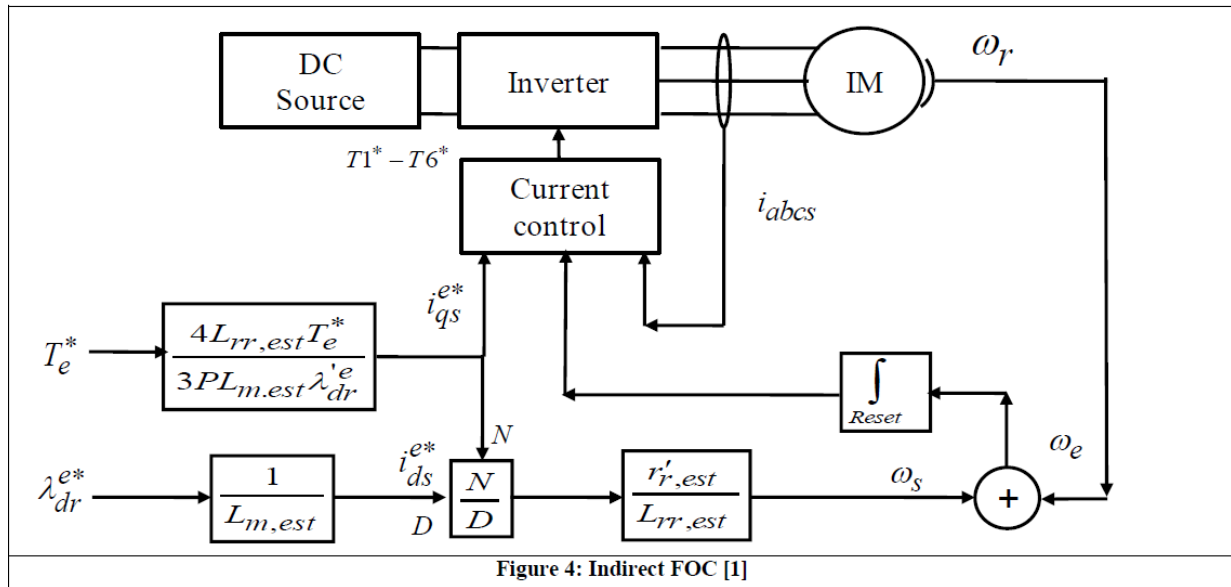 DC
Source
Inverter
IM
ω_r
T1* – T6*
Current
control
i_abcs
i_qs^e*
T_e*
4L_rr,est T_e*
3PL_m.est λ_dr^'e
∫
Reset
N
ω_e
λ_dr^e*
1
L_m,est
i_ds^e*
D
N
D
r'_r,est
L_rr,est
ω_s
+
Figure 4: Indirect FOC [1]